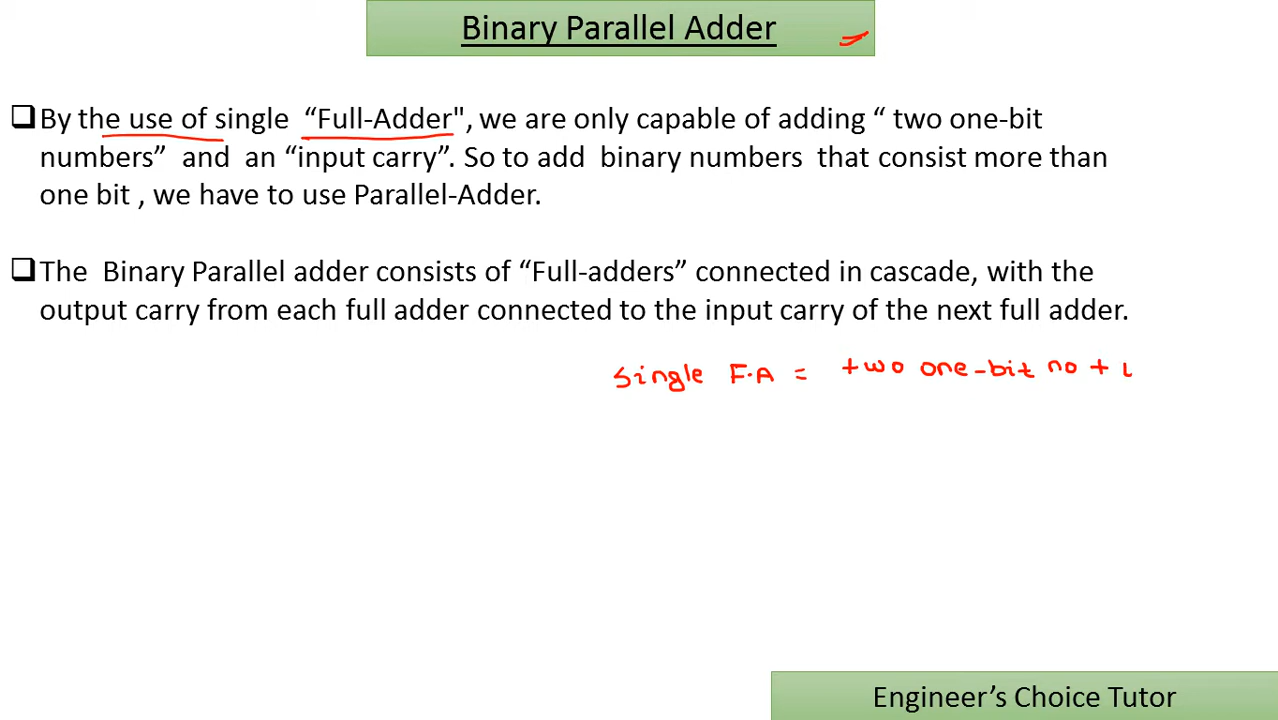 Binary Parallel Adder
❑By the use of single “Full-Adder", we are only capable of adding “ two one-bit
numbers” and an “input carry”. So to add binary numbers that consist more than
one bit , we have to use Parallel-Adder.
❑The Binary Parallel adder consists of “Full-adders” connected in cascade, with the
output carry from each full adder connected to the input carry of the next full adder.
single F.A = two one-bit no + ι
Engineer’s Choice Tutor